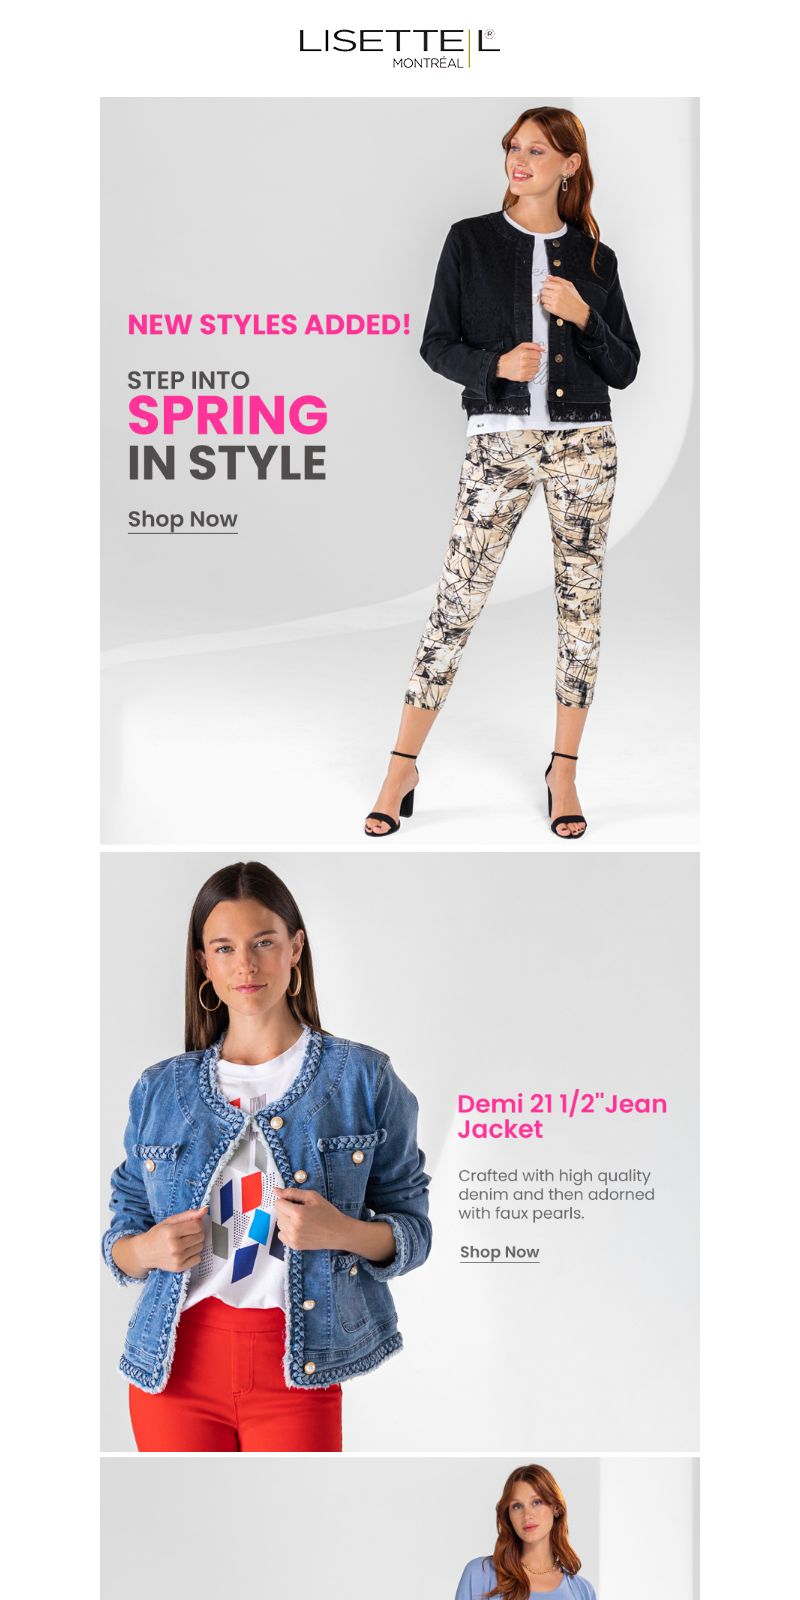 LISETTE L®
MONTRÉAL
NEW STYLES ADDED!
STEP INTO
SPRING
IN STYLE
Shop Now
Demi 21 1/2"Jean
Jacket
Crafted with high quality
denim and then adorned
with faux pearls.
Shop Now